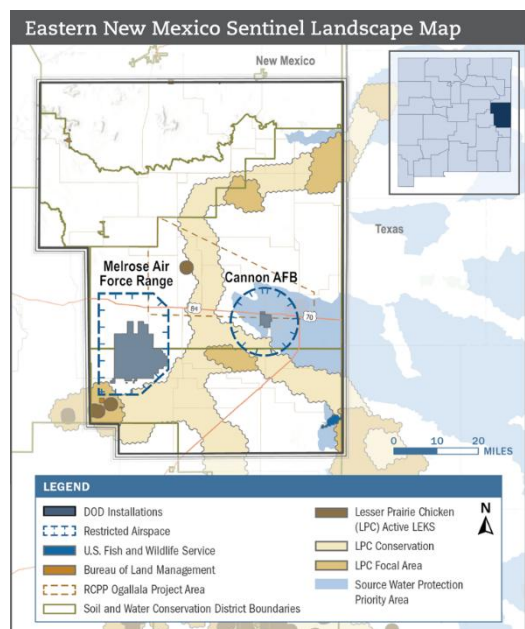 Eastern New Mexico Sentinel Landscape Map
New Mexico
Texas
Melrose Air
Force Range
Cannon AFB
84
70
0 10 20
MILES
LEGEND
DOD Installations
Restricted Airspace
U.S. Fish and Wildlife Service
Bureau of Land Management
RCPP Ogallala Project Area
Soil and Water Conservation District Boundaries
Lesser Prairie Chicken
(LPC) Active LEKS
LPC Conservation
LPC Focal Area
Source Water Protection
Priority Area
N